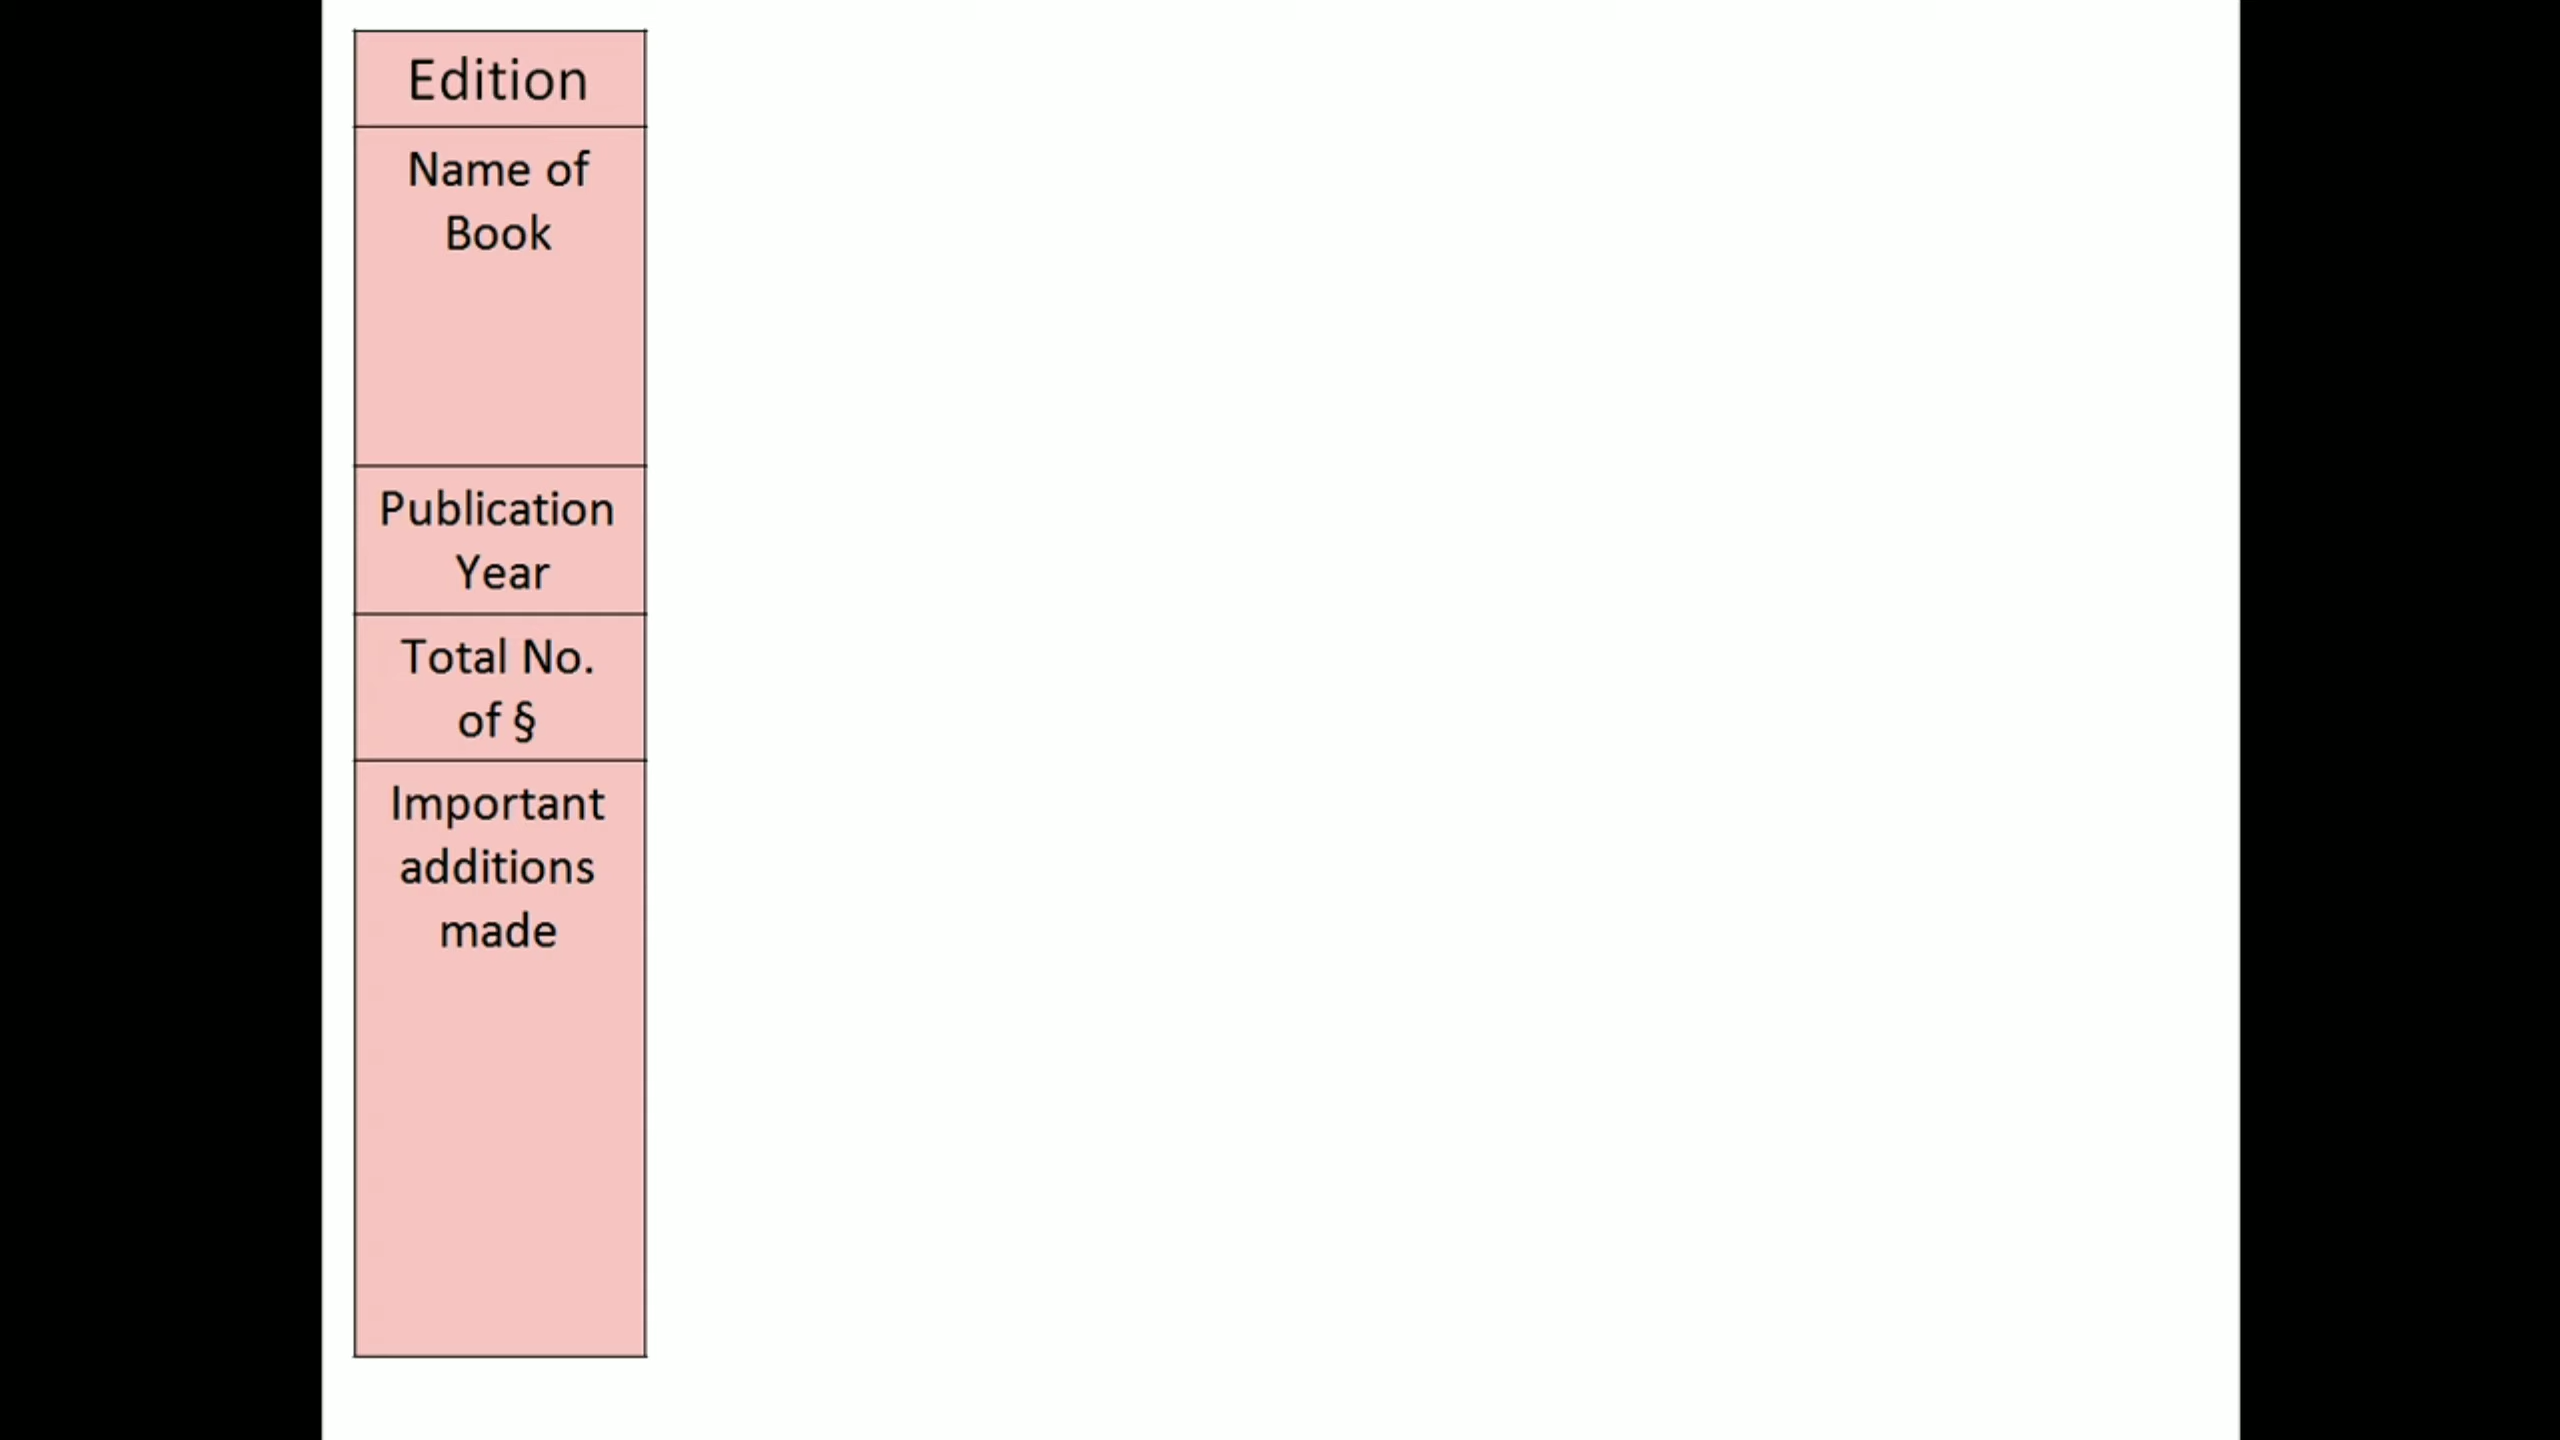 Edition
Name of
Book
Publication
Year
Total No.
of §
Important
additions
made